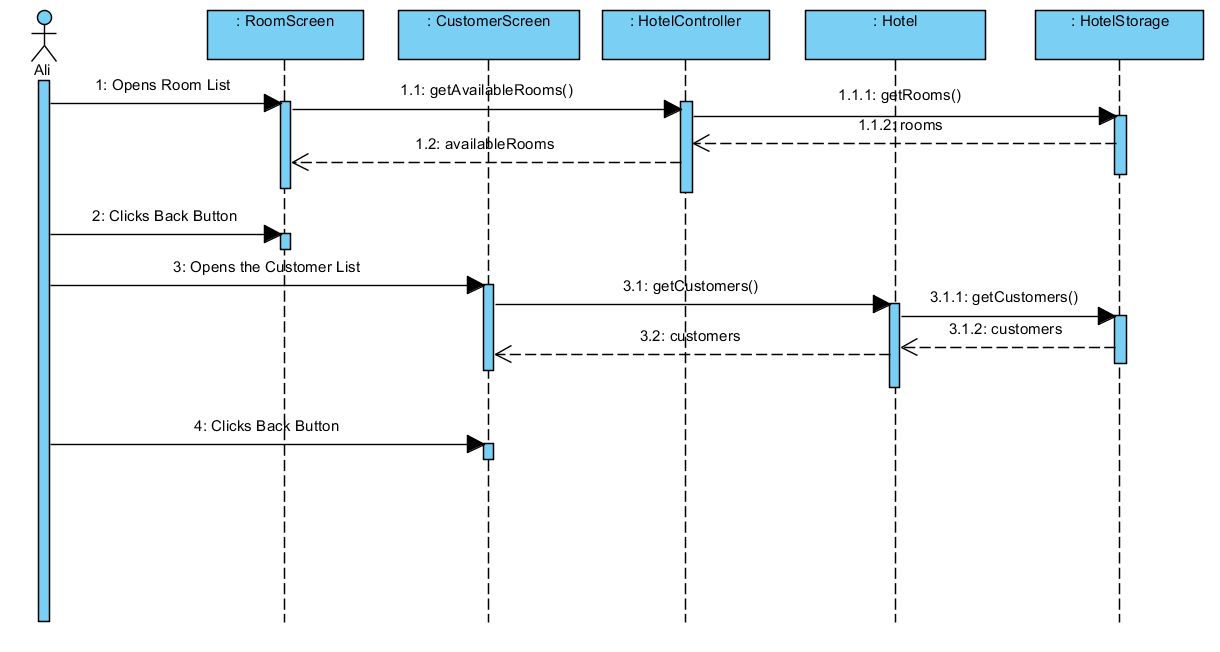 : RoomScreen
: CustomerScreen
: HotelController
: Hotel
: HotelStorage
Ali
1: Opens Room List
1.1: getAvailableRooms()
1.1.1: getRooms()
1.1.2: rooms
1.2: availableRooms
2: Clicks Back Button
3: Opens the Customer List
3.1: getCustomers()
3.1.1: getCustomers()
3.1.2: customers
3.2: customers
4: Clicks Back Button